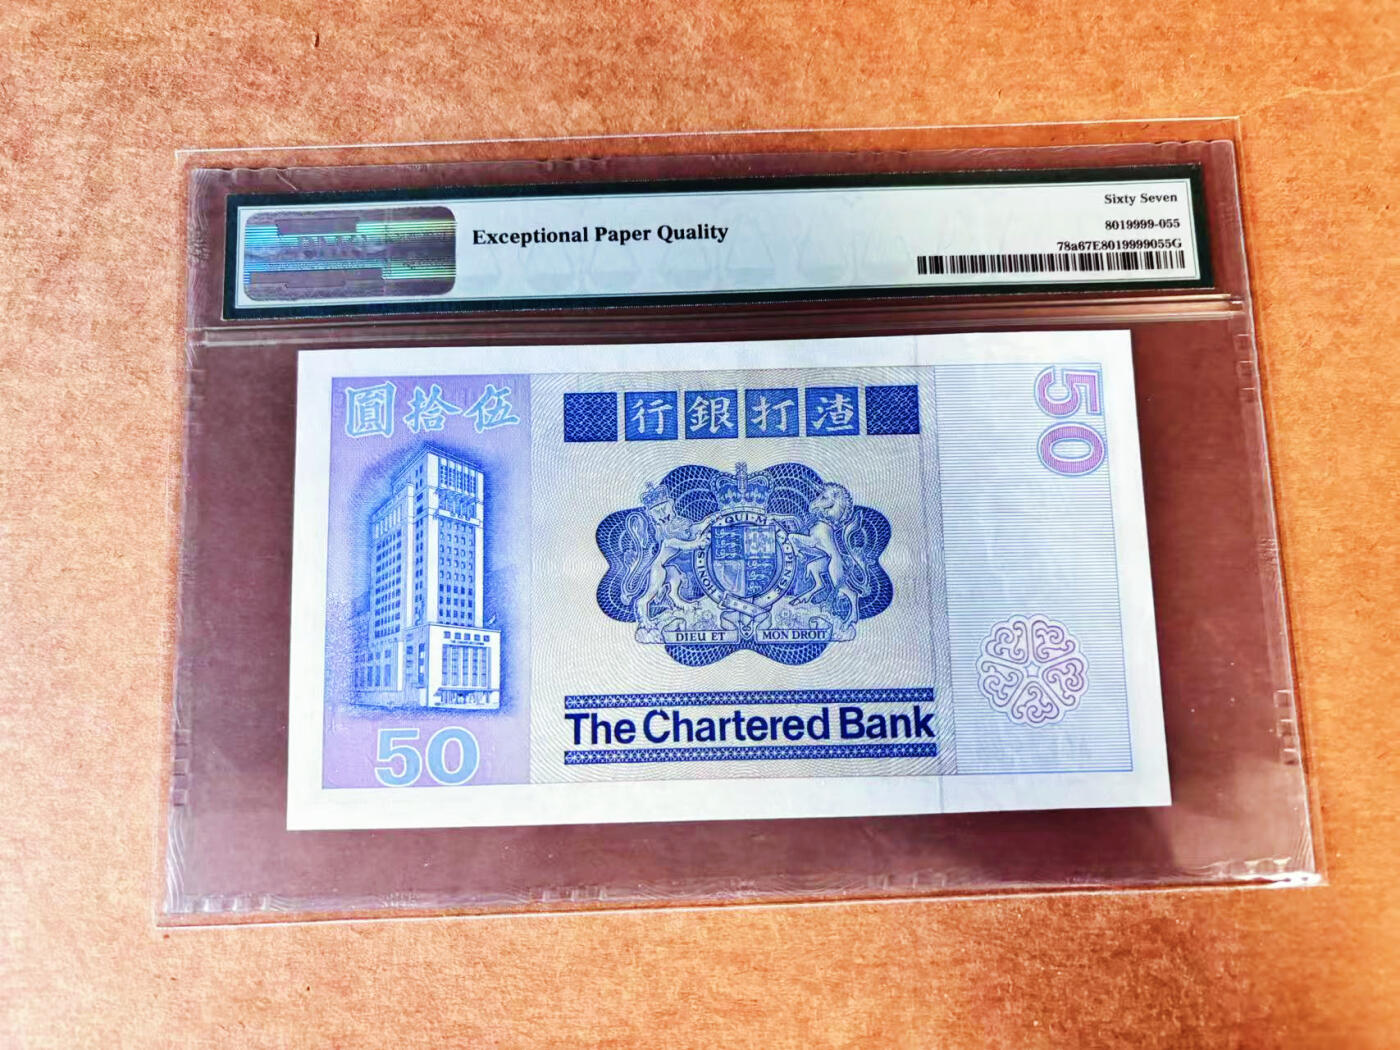 Exceptional Paper Quality
Sixty Seven
8019999-055
78a67E8019999055G
圓拾伍
行銀打渣
50
QUI·M
DIEU ET MON DROIT
50
The Chartered Bank